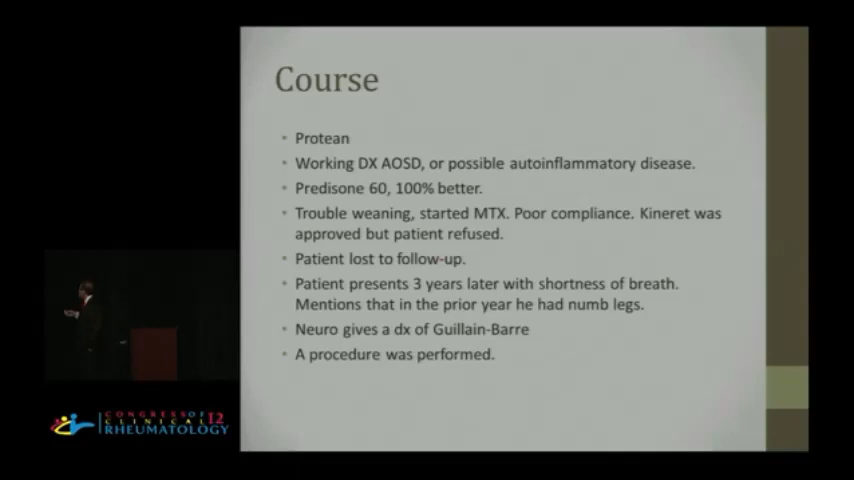 Course
Protean
Working DX AOSD, or possible autoinflammatory disease.
Predisone 60, 100% better.
Trouble weaning, started MTX. Poor compliance. Kineret was
approved but patient refused.
Patient lost to follow-up.
Patient presents 3 years later with shortness of breath.
Mentions that in the prior year he had numb legs.
Neuro gives a dx of Guillain-Barre
A procedure was performed.
CONGRESS OF
CLINICAL 12
RHEUMATOLOGY